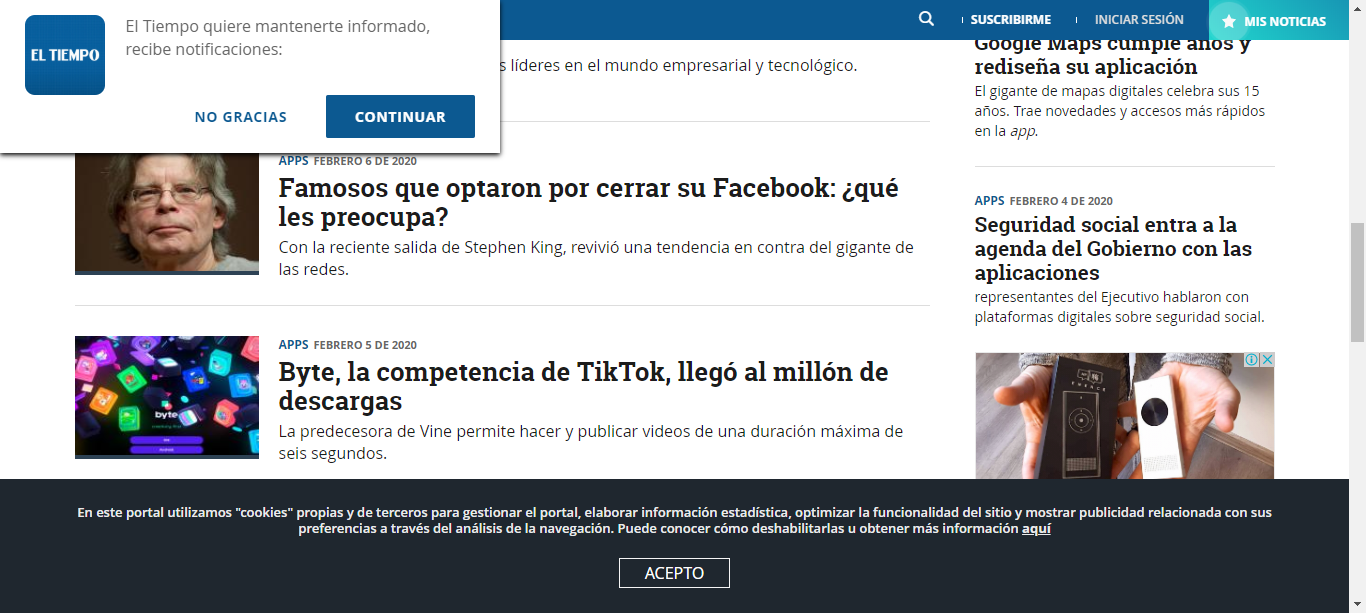 EL TIEMPO
El Tiempo quiere mantenerte informado,
recibe notificaciones:
NO GRACIAS
CONTINUAR
SUSCRIBIRME
INICIAR SESIÓN
MIS NOTICIAS
s líderes en el mundo empresarial y tecnológico.
APPS FEBRERO 6 DE 2020
Famosos que optaron por cerrar su Facebook: ¿qué
les preocupa?
Con la reciente salida de Stephen King, revivió una tendencia en contra del gigante de
las redes.
APPS FEBRERO 5 DE 2020
Byte, la competencia de TikTok, llegó al millón de
descargas
La predecesora de Vine permite hacer y publicar videos de una duración máxima de
seis segundos.
byte
Google Maps cumple años y
rediseña su aplicación
El gigante de mapas digitales celebra sus 15
años. Trae novedades y accesos más rápidos
en la app.
APPS FEBRERO 4 DE 2020
Seguridad social entra a la
agenda del Gobierno con las
aplicaciones
representantes del Ejecutivo hablaron con
plataformas digitales sobre seguridad social.
En este portal utilizamos "cookies" propias y de terceros para gestionar el portal, elaborar información estadística, optimizar la funcionalidad del sitio y mostrar publicidad relacionada con sus
preferencias a través del análisis de la navegación. Puede conocer cómo deshabilitarlas u obtener más información aquí
ACEPTO